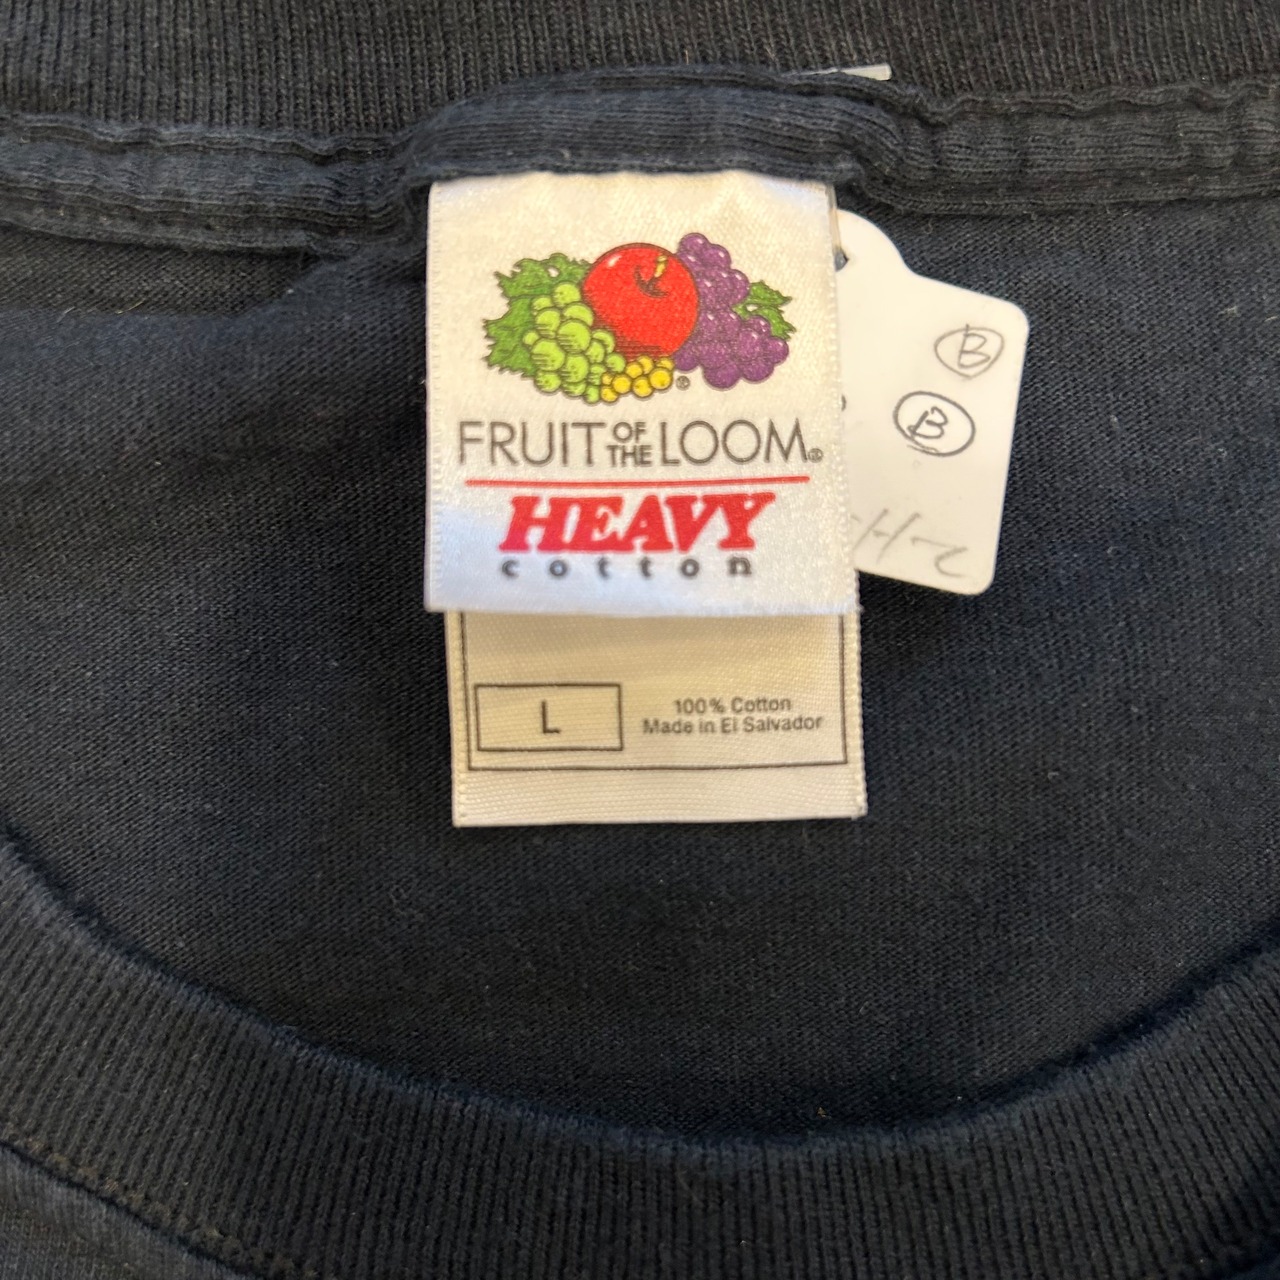 FRUIT OF THE LOOM®
HEAVY
cotton
L
100% Cotton
Made in El Salvador
B
B